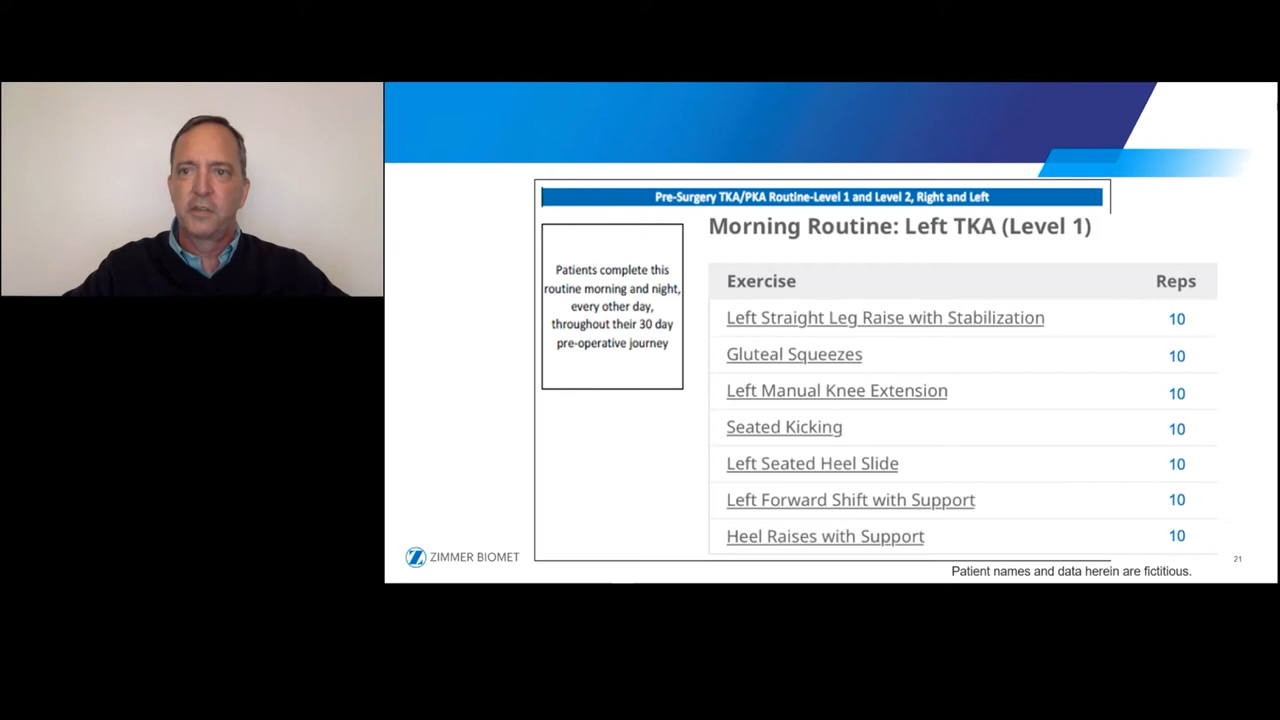 Pre-Surgery TKA/PKA Routine-Level 1 and Level 2, Right and Left
Patients complete this
routine morning and night,
every other day,
throughout their 30 day
pre-operative journey
Morning Routine: Left TKA (Level 1)
Exercise Reps
Left Straight Leg Raise with Stabilization 10
Gluteal Squeezes 10
Left Manual Knee Extension 10
Seated Kicking 10
Left Seated Heel Slide 10
Left Forward Shift with Support 10
Heel Raises with Support 10
Z ZIMMER BIOMET
21
Patient names and data herein are fictitious.